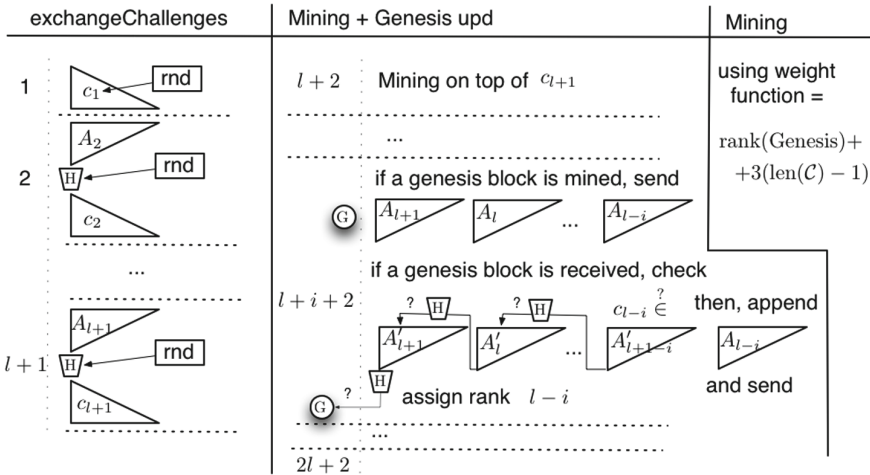 exchangeChallenges
1
c₁
rnd
A₂
2
H
rnd
c₂
...
A_{l+1}
l + 1
H
rnd
c_{l+1}
Mining + Genesis upd
l + 2 Mining on top of c_{l+1}
...
if a genesis block is mined, send
G A_{l+1} A_l ... A_{l−i}
if a genesis block is received, check
l + i + 2
? H ? H c_{l−i} ?∈ then, append
A′_{l+1} A′_l ... A′_{l+1−i} A_{l−i}
H
and send
G ? assign rank l − i
...
2l + 2
Mining
using weight
function =
rank(Genesis)+
+3(len(C) − 1)